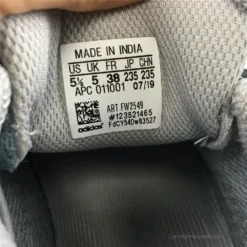 MADE IN INDIA
US UK FR JP CHN
5½ 5 38 235 235
APC 011001 07/19
ART FW2549
#123521465
adidas